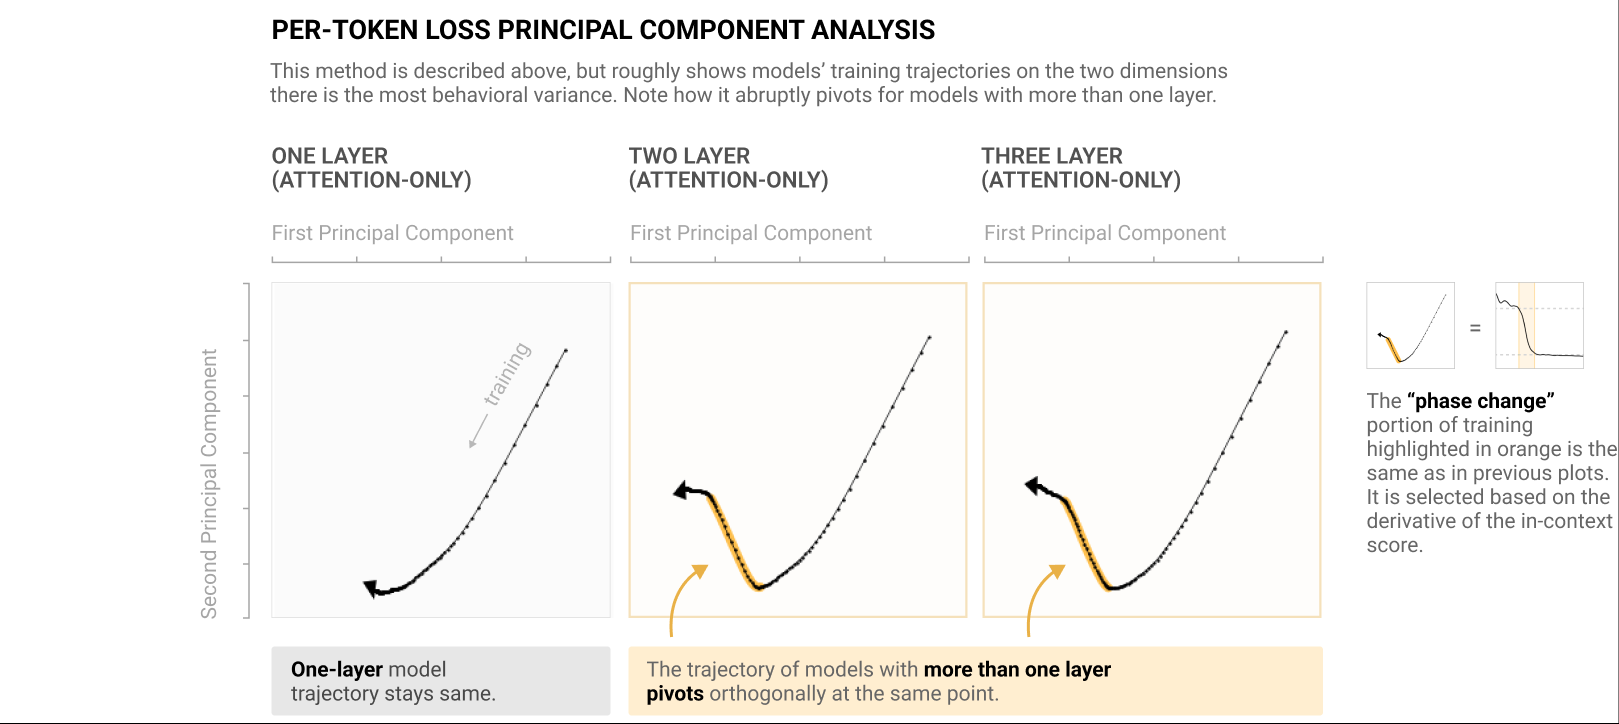 PER-TOKEN LOSS PRINCIPAL COMPONENT ANALYSIS
This method is described above, but roughly shows models’ training trajectories on the two dimensions
there is the most behavioral variance. Note how it abruptly pivots for models with more than one layer.
ONE LAYER
(ATTENTION-ONLY)
First Principal Component
TWO LAYER
(ATTENTION-ONLY)
First Principal Component
THREE LAYER
(ATTENTION-ONLY)
First Principal Component
Second Principal Component
training
=
The “phase change”
portion of training
highlighted in orange is the
same as in previous plots.
It is selected based on the
derivative of the in-context
score.
One-layer model
trajectory stays same.
The trajectory of models with more than one layer
pivots orthogonally at the same point.